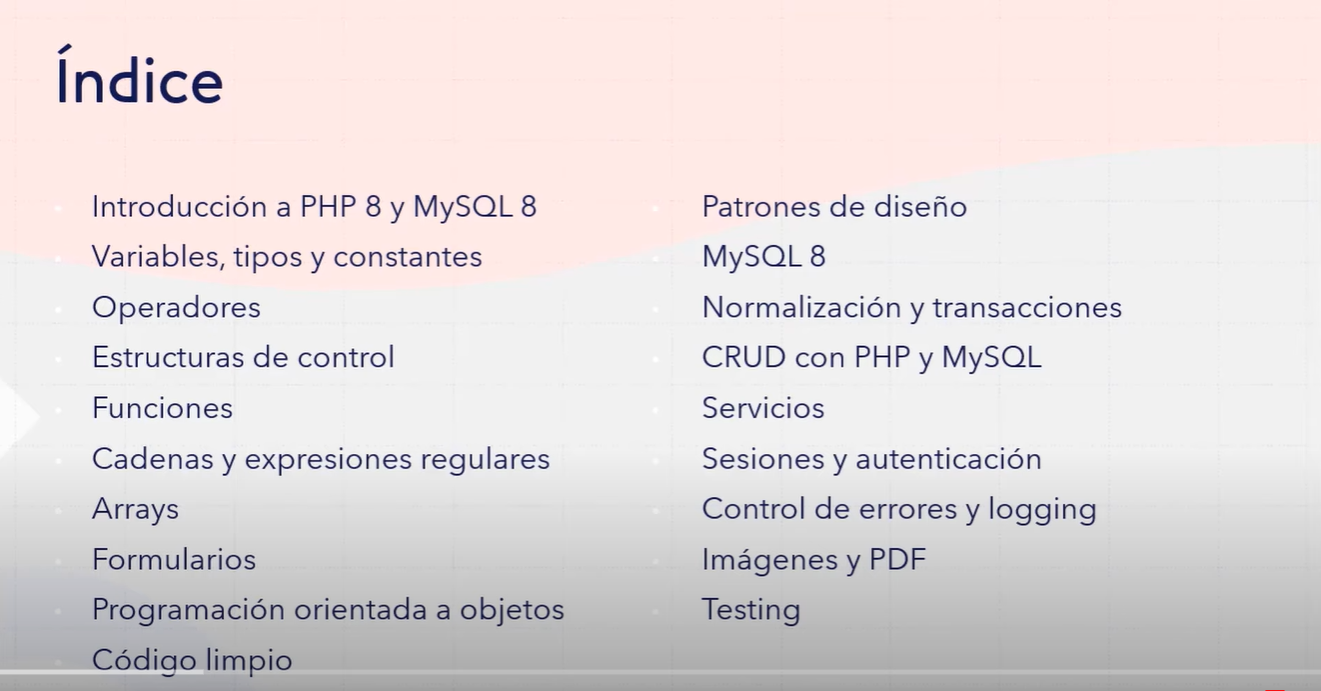 Índice
Introducción a PHP 8 y MySQL 8
Variables, tipos y constantes
Operadores
Estructuras de control
Funciones
Cadenas y expresiones regulares
Arrays
Formularios
Programación orientada a objetos
Código limpio
Patrones de diseño
MySQL 8
Normalización y transacciones
CRUD con PHP y MySQL
Servicios
Sesiones y autenticación
Control de errores y logging
Imágenes y PDF
Testing